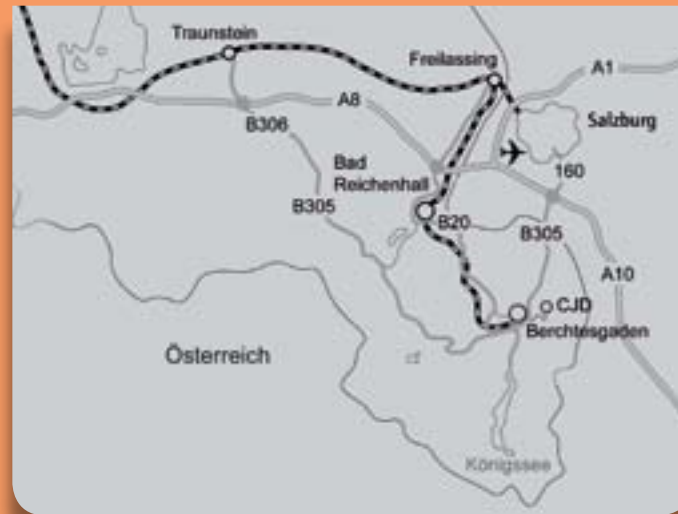 Traunstein
Freilassing
A1
A8
Salzburg
B306
Bad
Reichenhall
160
B305
B20
B305
A10
CJD
Berchtesgaden
Österreich
Königssee